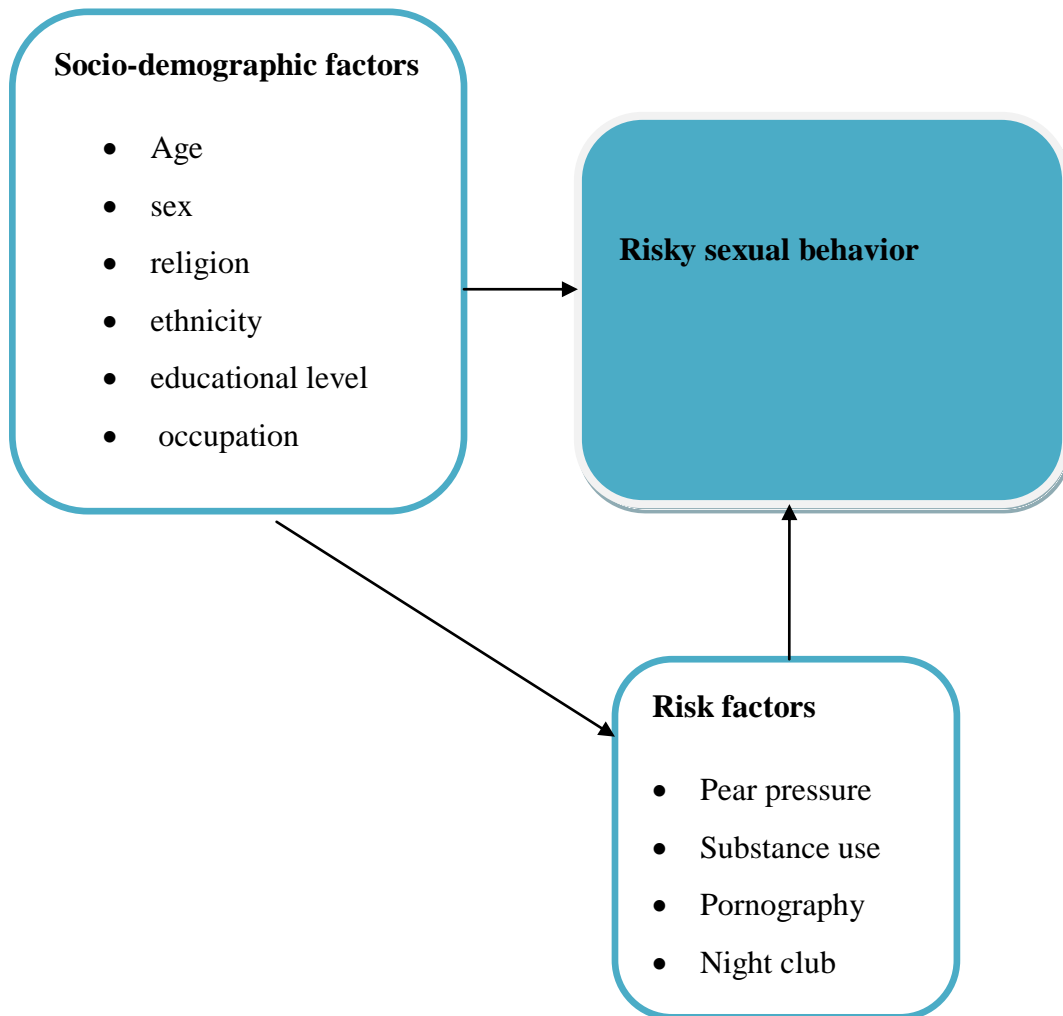 Socio-demographic factors
• Age
• sex
• religion
• ethnicity
• educational level
• occupation
Risky sexual behavior
Risk factors
• Pear pressure
• Substance use
• Pornography
• Night club